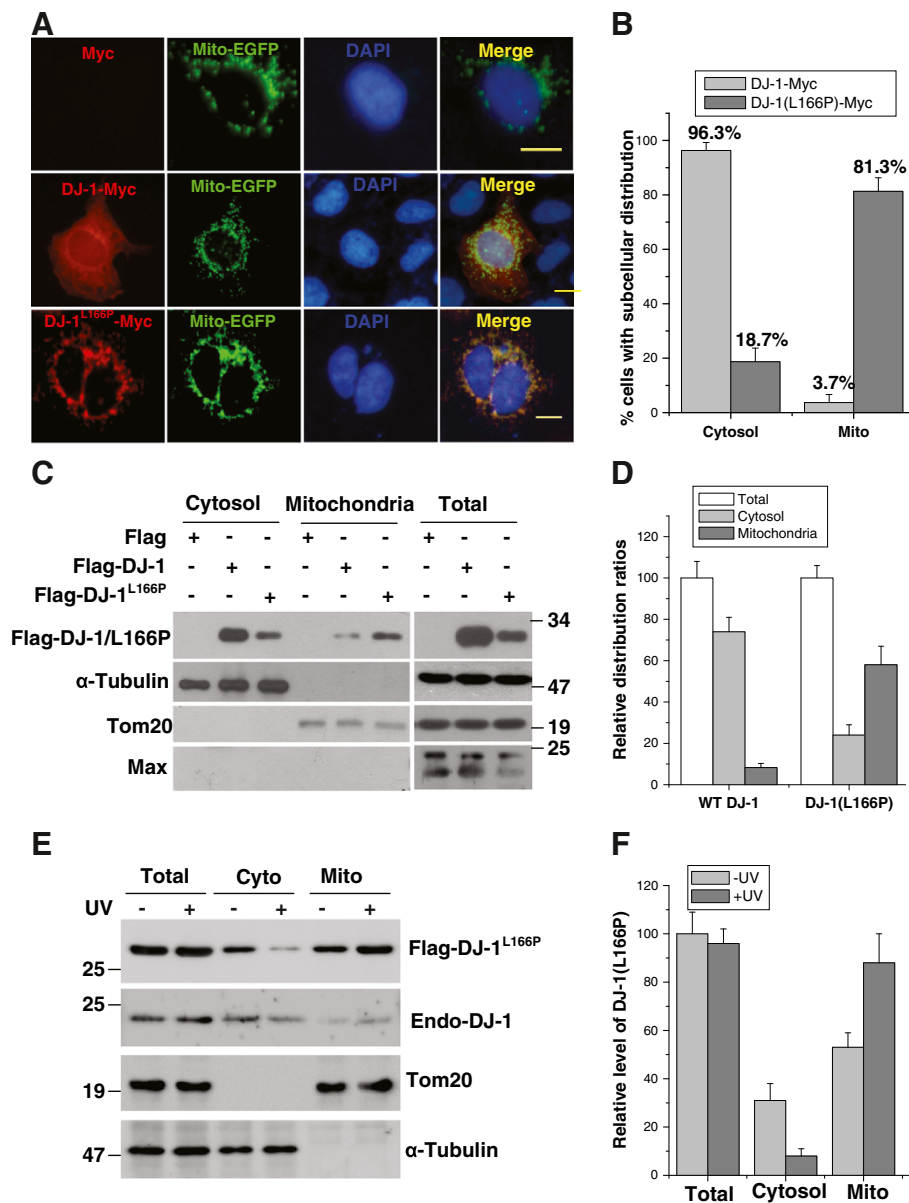 A
Myc Mito-EGFP DAPI Merge
DJ-1-Myc Mito-EGFP DAPI Merge
DJ-1L166P-Myc Mito-EGFP DAPI Merge
B
DJ-1-Myc
DJ-1(L166P)-Myc
% cells with subcellular distribution
100
80
60
40
20
0
96.3%
18.7%
3.7%
81.3%
Cytosol Mito
C
Cytosol Mitochondria Total
Flag + - - + - - + - -
Flag-DJ-1 - + - - + - - + -
Flag-DJ-1L166P - - + - - + - - +
Flag-DJ-1/L166P 34
α-Tubulin 47
Tom20 19
Max 25
D
Total
Cytosol
Mitochondria
Relative distribution ratios
120
100
80
60
40
20
0
WT DJ-1 DJ-1(L166P)
E
Total Cyto Mito
UV - + - + - +
25 Flag-DJ-1L166P
25 Endo-DJ-1
19 Tom20
47 α-Tubulin
F
-UV
+UV
Relative level of DJ-1(L166P)
120
100
80
60
40
20
0
Total Cytosol Mito